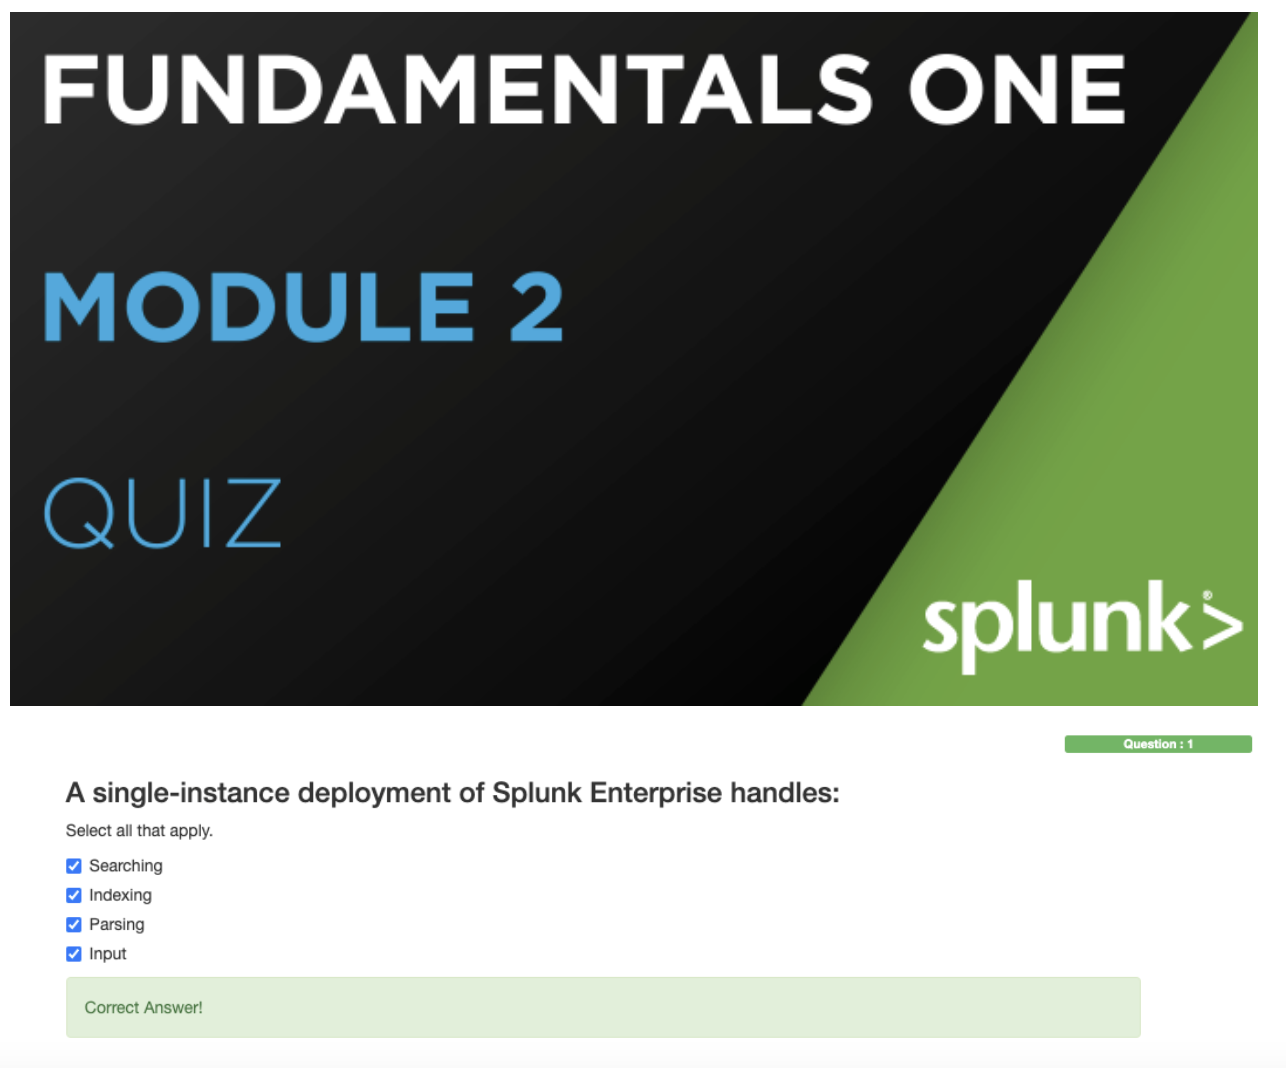 FUNDAMENTALS ONE
MODULE 2
QUIZ
splunk>®
Question : 1
A single-instance deployment of Splunk Enterprise handles:
Select all that apply.
Searching
Indexing
Parsing
Input
Correct Answer!